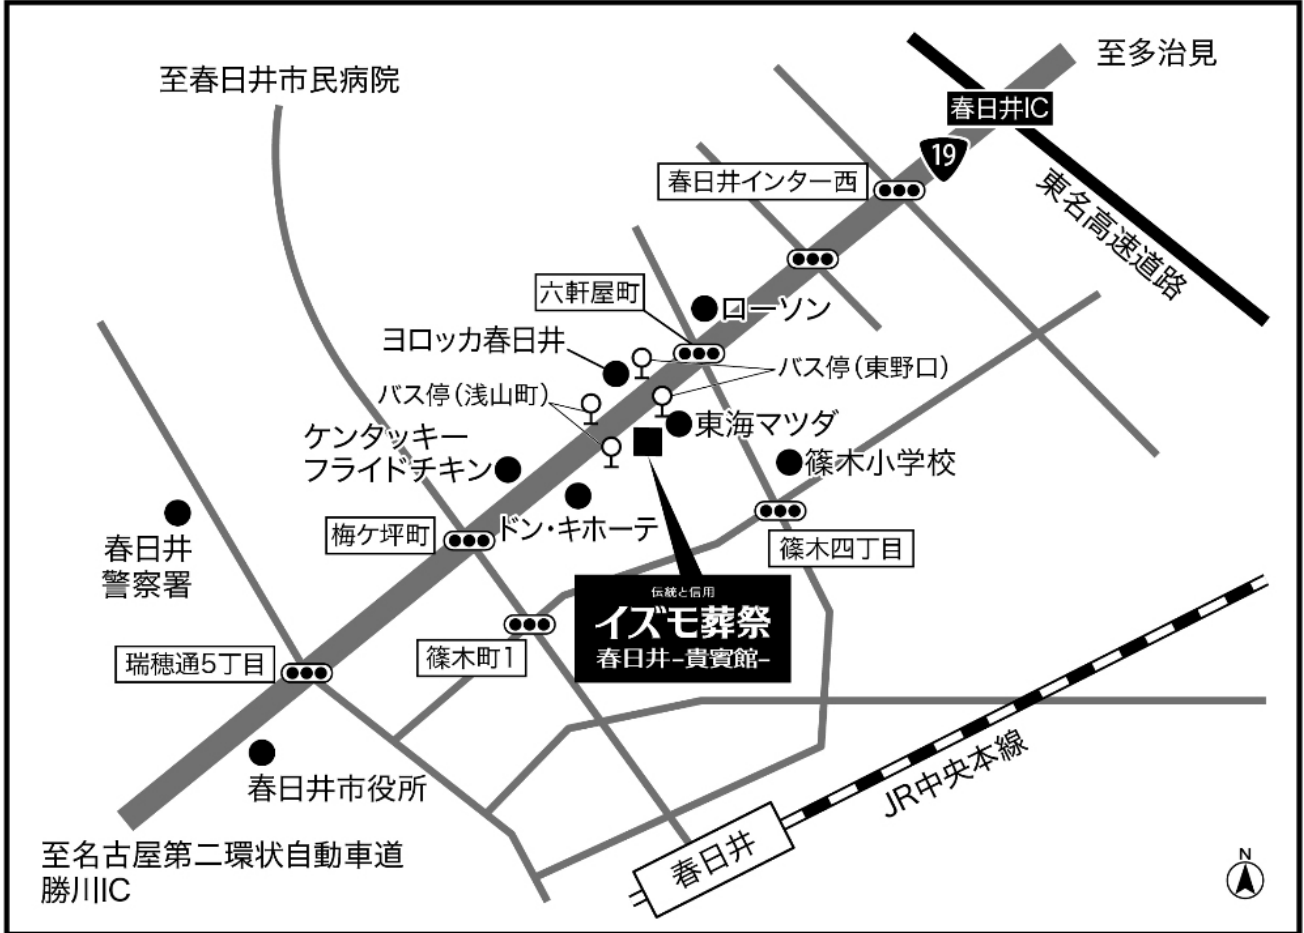 至多治見
至春日井市民病院
春日井IC
19
春日井インター西
東名高速道路
六軒屋町
ローソン
ヨロッカ春日井
バス停(東野口)
バス停(浅山町)
東海マツダ
ケンタッキー
フライドチキン
篠木小学校
梅ケ坪町
ドン・キホーテ
篠木四丁目
春日井
警察署
伝統と信用
イズモ葬祭
春日井-貴賓館-
篠木町1
瑞穂通5丁目
春日井市役所
JR中央本線
至名古屋第二環状自動車道
勝川IC
春日井
N